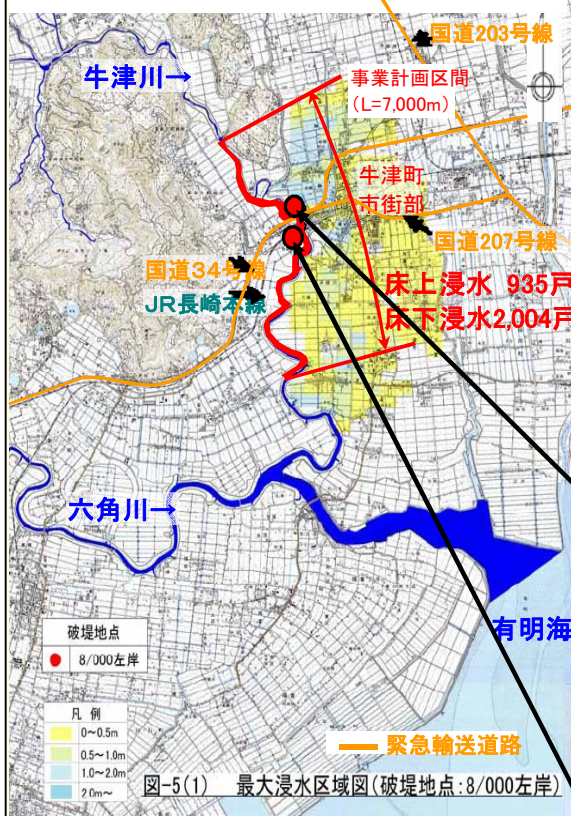 国道203号線
牛津川→
事業計画区間
(L=7,000m)
牛津町
市街部
国道207号線
国道34号線
JR長崎本線
床上浸水 935戸
床下浸水2,004戸
六角川→
有明海
破堤地点
8/000左岸
凡 例
0～0.5m
0.5～1.0m
1.0～2.0m
2.0m～
緊急輸送道路
図-5(1) 最大浸水区域図(破堤地点:8/000左岸)